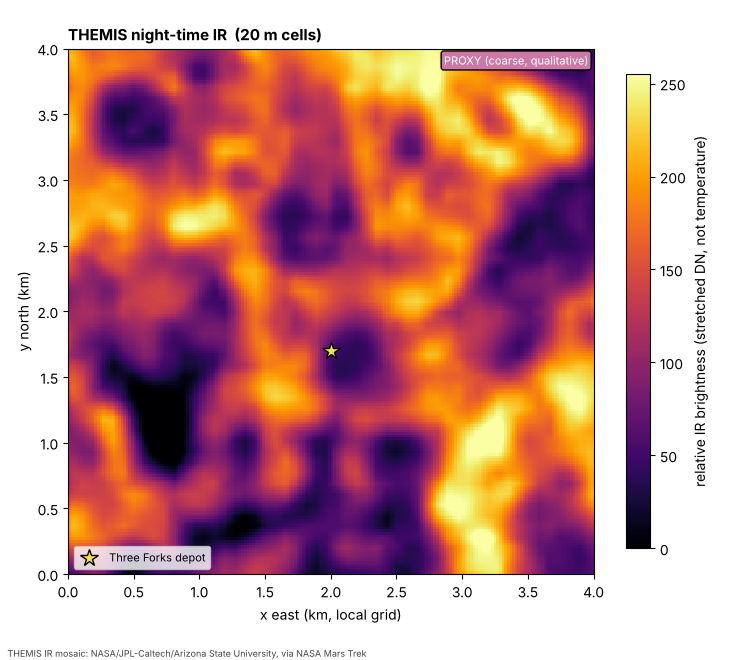 THEMIS night-time IR (20 m cells)
PROXY (coarse, qualitative)
4.0
3.5
3.0
2.5
2.0
1.5
1.0
0.5
0.0
y north (km)
Three Forks depot
0.0 0.5 1.0 1.5 2.0 2.5 3.0 3.5 4.0
x east (km, local grid)
250
200
150
100
50
0
relative IR brightness (stretched DN, not temperature)
THEMIS IR mosaic: NASA/JPL-Caltech/Arizona State University, via NASA Mars Trek